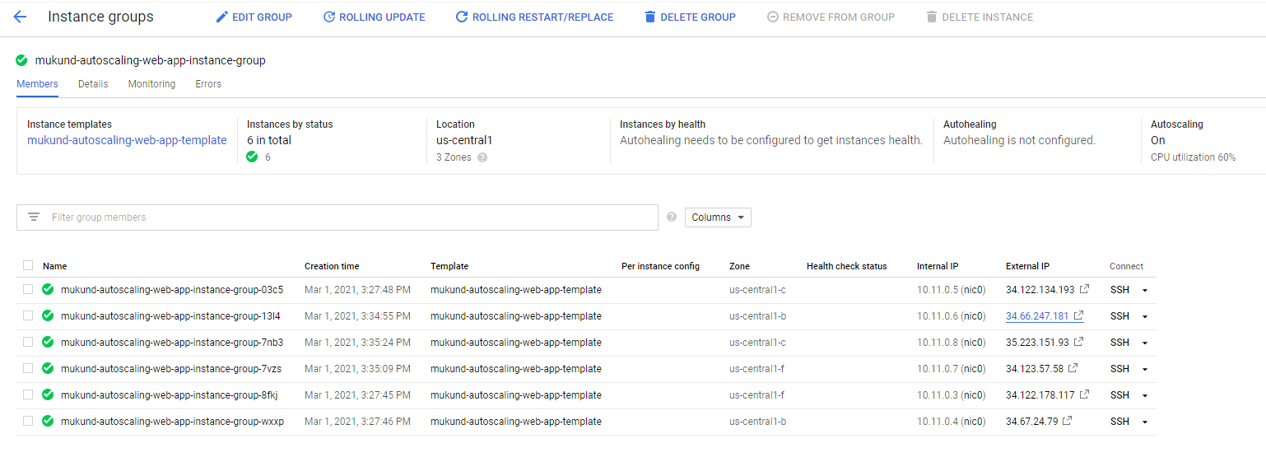 Instance groups EDIT GROUP ROLLING UPDATE ROLLING RESTART/REPLACE DELETE GROUP REMOVE FROM GROUP DELETE INSTANCE
mukund-autoscaling-web-app-instance-group
Members Details Monitoring Errors
Instance templates Instances by status Location Instances by health Autohealing Autoscaling
mukund-autoscaling-web-app-template 6 in total us-central1 Autohealing needs to be configured to get instances health. Autohealing is not configured. On
6 3 Zones ? CPU utilization 60%
Filter group members ? Columns
Name Creation time Template Per instance config Zone Health check status Internal IP External IP Connect
mukund-autoscaling-web-app-instance-group-03c5 Mar 1, 2021, 3:27:48 PM mukund-autoscaling-web-app-template us-central1-c 10.11.0.5 (nic0) 34.122.134.193 SSH
mukund-autoscaling-web-app-instance-group-13l4 Mar 1, 2021, 3:34:55 PM mukund-autoscaling-web-app-template us-central1-b 10.11.0.6 (nic0) 34.66.247.181 SSH
mukund-autoscaling-web-app-instance-group-7nb3 Mar 1, 2021, 3:35:24 PM mukund-autoscaling-web-app-template us-central1-c 10.11.0.8 (nic0) 35.223.151.93 SSH
mukund-autoscaling-web-app-instance-group-7vzs Mar 1, 2021, 3:35:09 PM mukund-autoscaling-web-app-template us-central1-f 10.11.0.7 (nic0) 34.123.57.58 SSH
mukund-autoscaling-web-app-instance-group-8fkj Mar 1, 2021, 3:27:45 PM mukund-autoscaling-web-app-template us-central1-f 10.11.0.3 (nic0) 34.122.178.117 SSH
mukund-autoscaling-web-app-instance-group-wxxp Mar 1, 2021, 3:27:46 PM mukund-autoscaling-web-app-template us-central1-b 10.11.0.4 (nic0) 34.67.24.79 SSH